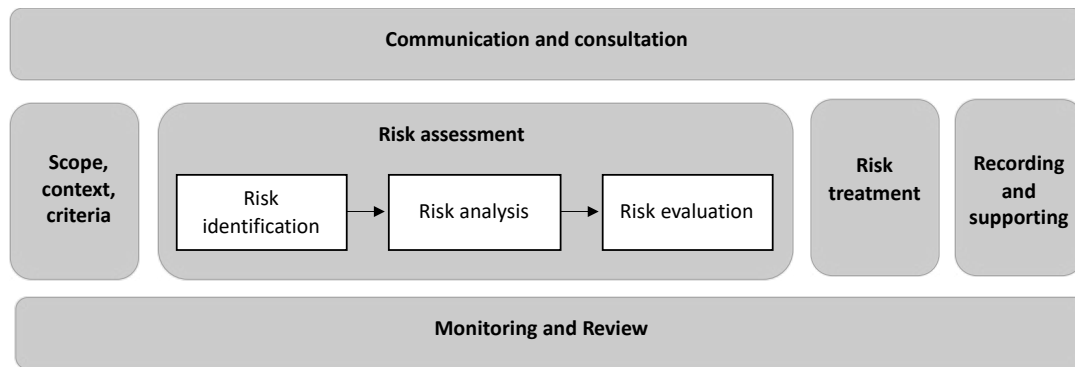 Communication and consultation
Scope,
context,
criteria
Risk assessment
Risk
identification
Risk analysis
Risk evaluation
Risk
treatment
Recording
and
supporting
Monitoring and Review